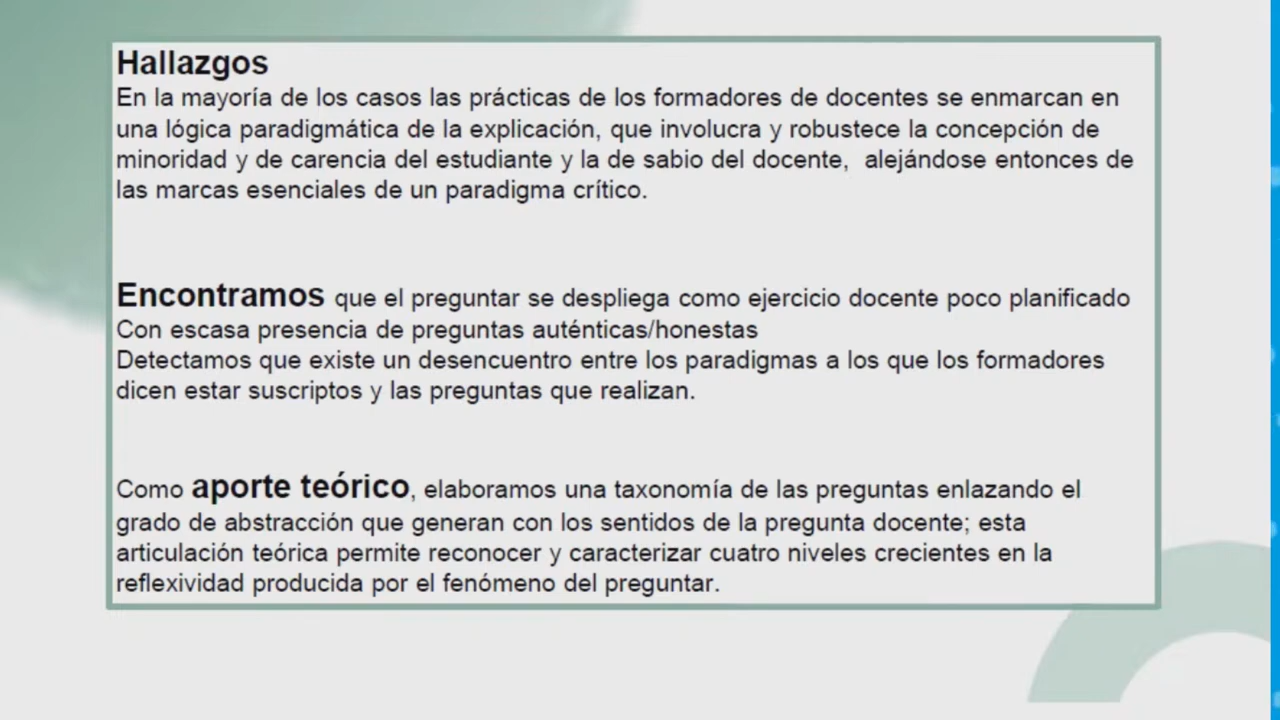 Hallazgos
En la mayoría de los casos las prácticas de los formadores de docentes se enmarcan en
una lógica paradigmática de la explicación, que involucra y robustece la concepción de
minoridad y de carencia del estudiante y la de sabio del docente,  alejándose entonces de
las marcas esenciales de un paradigma crítico.
Encontramos que el preguntar se despliega como ejercicio docente poco planificado
Con escasa presencia de preguntas auténticas/honestas
Detectamos que existe un desencuentro entre los paradigmas a los que los formadores
dicen estar suscriptos y las preguntas que realizan.
Como aporte teórico, elaboramos una taxonomía de las preguntas enlazando el
grado de abstracción que generan con los sentidos de la pregunta docente; esta
articulación teórica permite reconocer y caracterizar cuatro niveles crecientes en la
reflexividad producida por el fenómeno del preguntar.